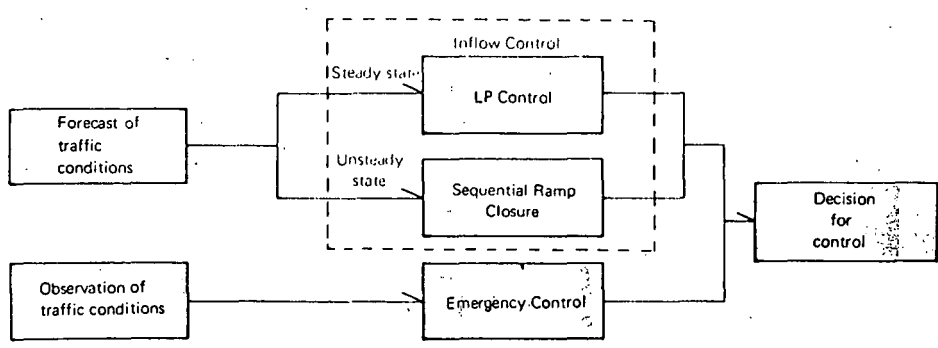 Inflow Control
Steady state
LP Control
Forecast of
traffic
conditions
Unsteady
state
Sequential Ramp
Closure
Decision
for
control
Observation of
traffic conditions
Emergency Control